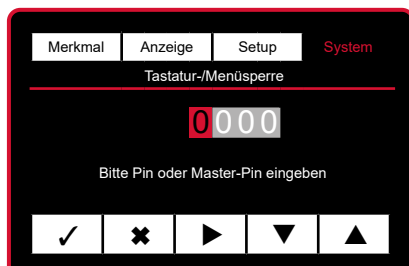 Merkmal Anzeige Setup System
Tastatur-/Menüsperre
0000
Bitte Pin oder Master-Pin eingeben